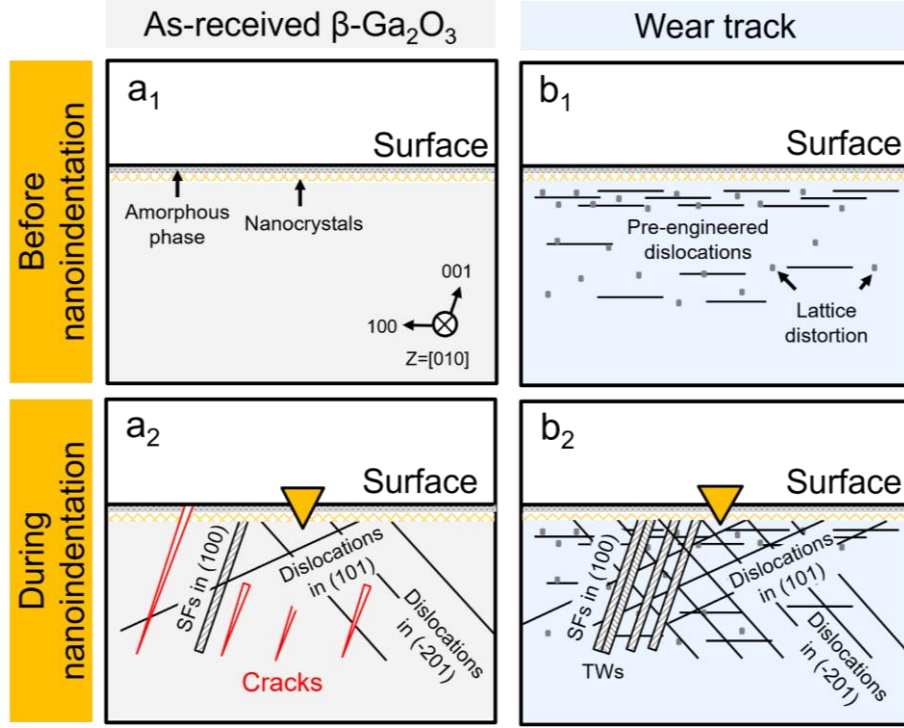 As-received β-Ga₂O₃
Wear track
Before
nanoindentation
a₁
Surface
Amorphous
phase
Nanocrystals
001
100
Z=[010]
b₁
Surface
Pre-engineered
dislocations
Lattice
distortion
During
nanoindentation
a₂
Surface
SFs in (100)
Dislocations
in (101)
Dislocations
in (-201)
Cracks
b₂
Surface
SFs in (100)
TWs
Dislocations
in (101)
Dislocations
in (-201)